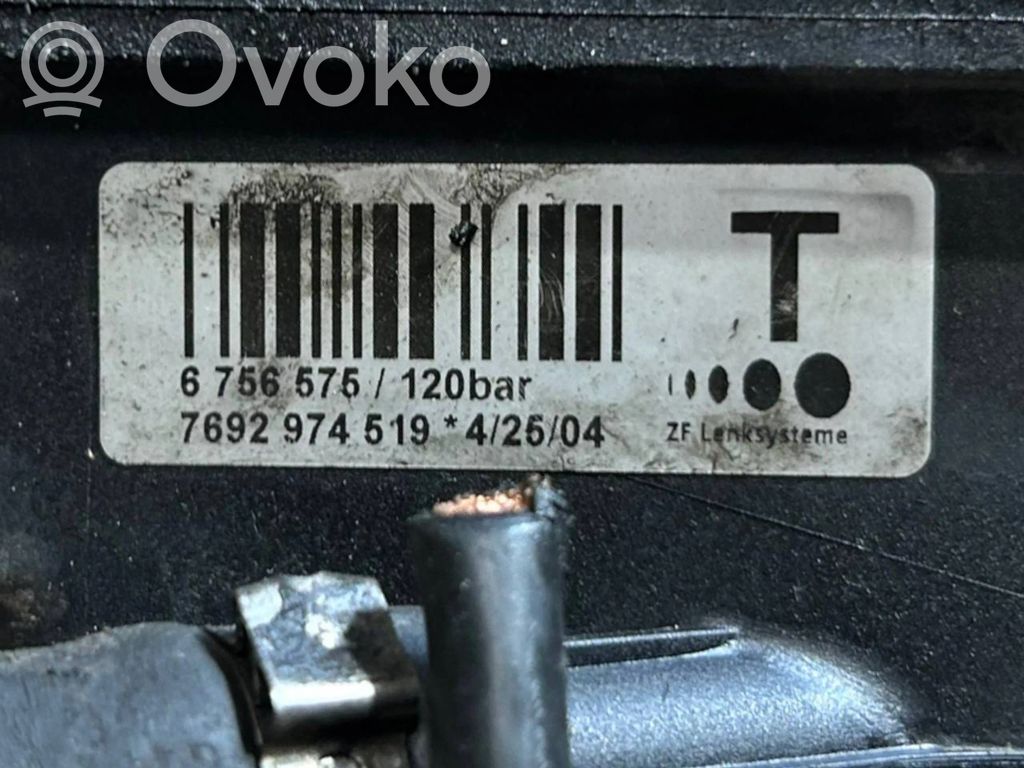 Ovoko
T
6 756 575 / 120bar
7692 974 519 * 4/25/04
ZF Lenksysteme